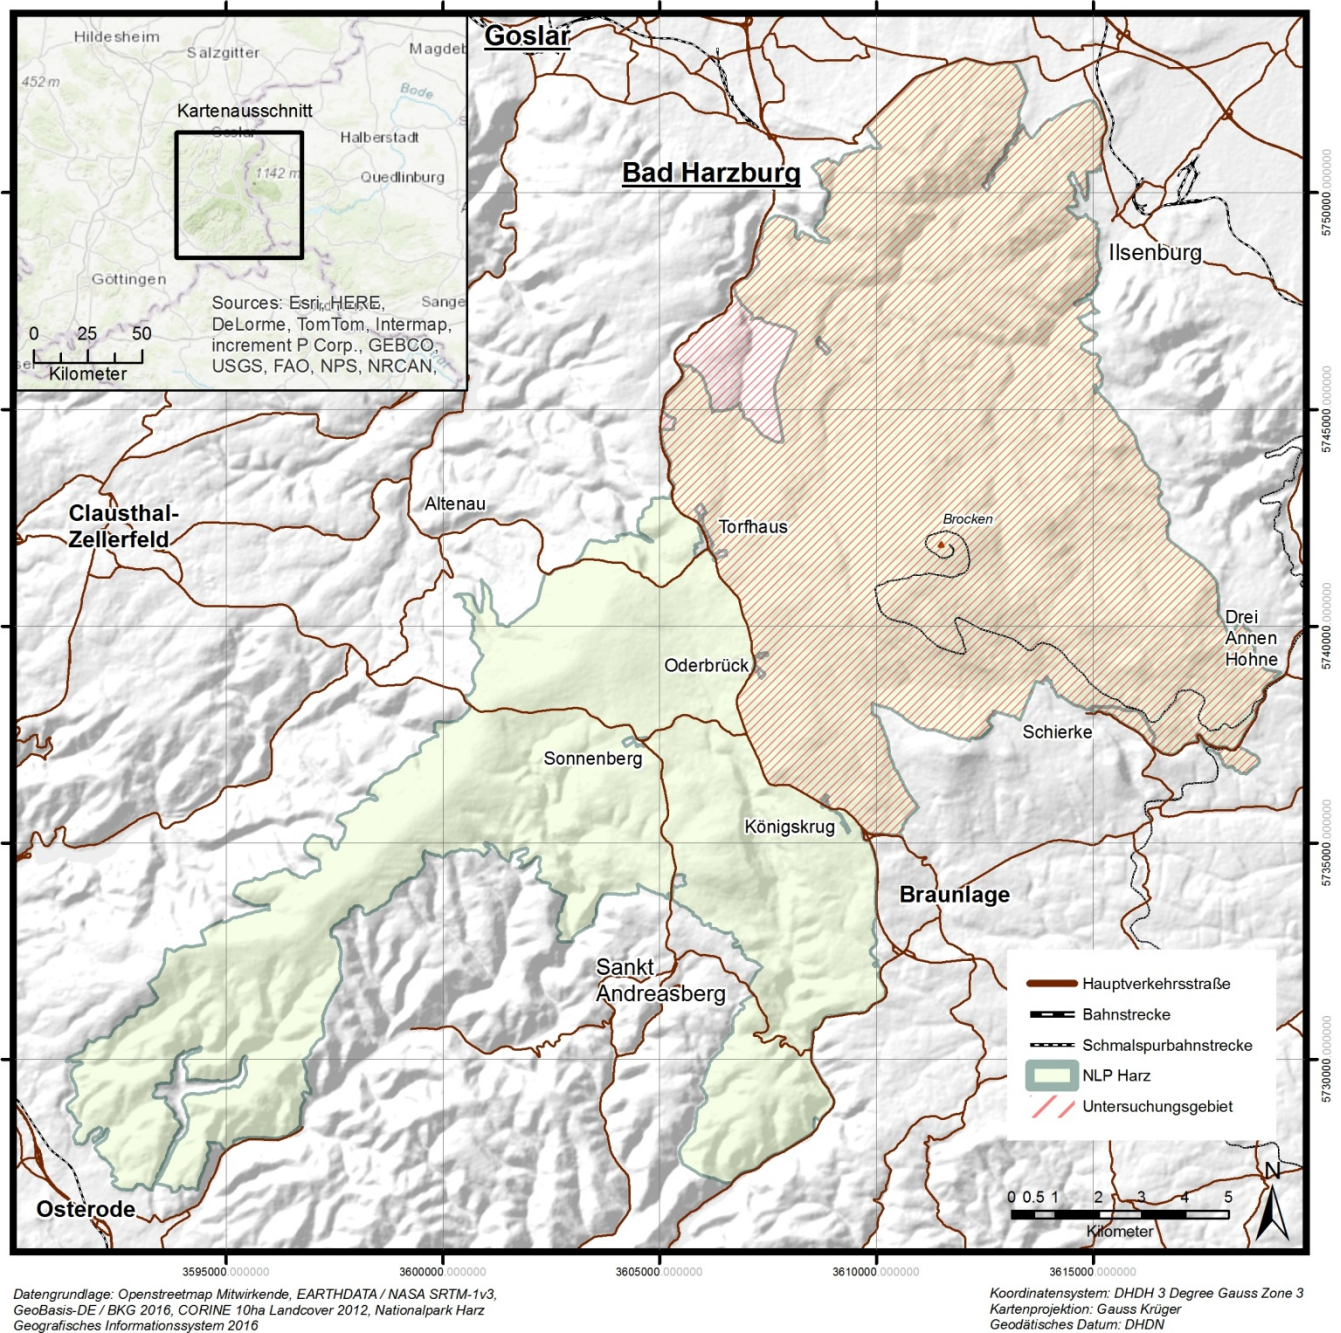 Hildesheim
Salzgitter
Magdeb
452 m
Bode
Kartenausschnitt
Goslar
Halberstadt
1142 m
Quedlinburg
Göttingen
Sange
Sources: Esri, HERE,
DeLorme, TomTom, Intermap,
increment P Corp., GEBCO,
USGS, FAO, NPS, NRCAN,
0 25 50
Kilometer
Goslar
Bad Harzburg
Ilsenburg
Clausthal-
Zellerfeld
Altenau
Torfhaus
Brocken
Drei
Annen
Hohne
Oderbrück
Schierke
Sonnenberg
Königskrug
Braunlage
Sankt
Andreasberg
Osterode
Hauptverkehrsstraße
Bahnstrecke
Schmalspurbahnstrecke
NLP Harz
Untersuchungsgebiet
N
0 0.5 1 2 3 4 5
Kilometer
5750000.000000
5745000.000000
5740000.000000
5735000.000000
5730000.000000
3595000.000000
3600000.000000
3605000.000000
3610000.000000
3615000.000000
Datengrundlage: Openstreetmap Mitwirkende, EARTHDATA / NASA SRTM-1v3,
GeoBasis-DE / BKG 2016, CORINE 10ha Landcover 2012, Nationalpark Harz
Geografisches Informationssystem 2016
Koordinatensystem: DHDH 3 Degree Gauss Zone 3
Kartenprojektion: Gauss Krüger
Geodätisches Datum: DHDN